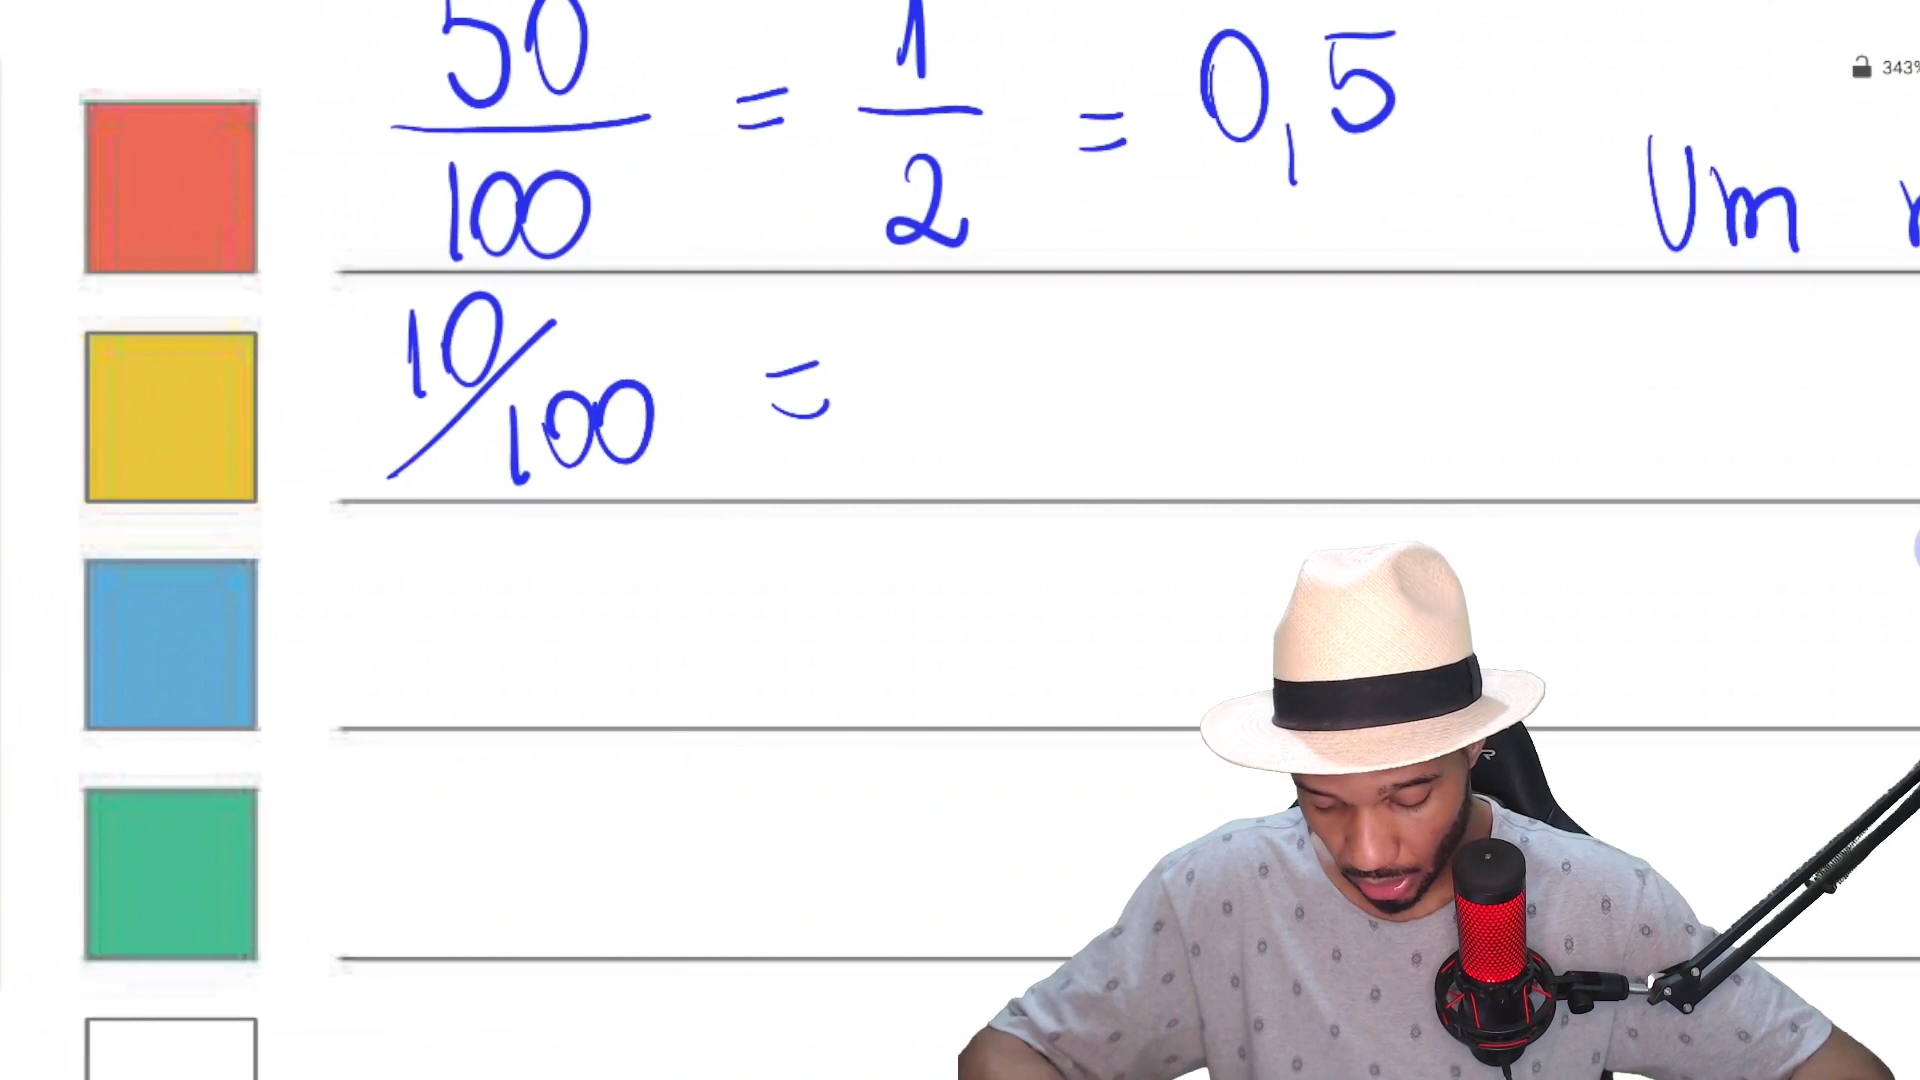 50/100 = 1/2 = 0,5
343%
Um
10/100 =